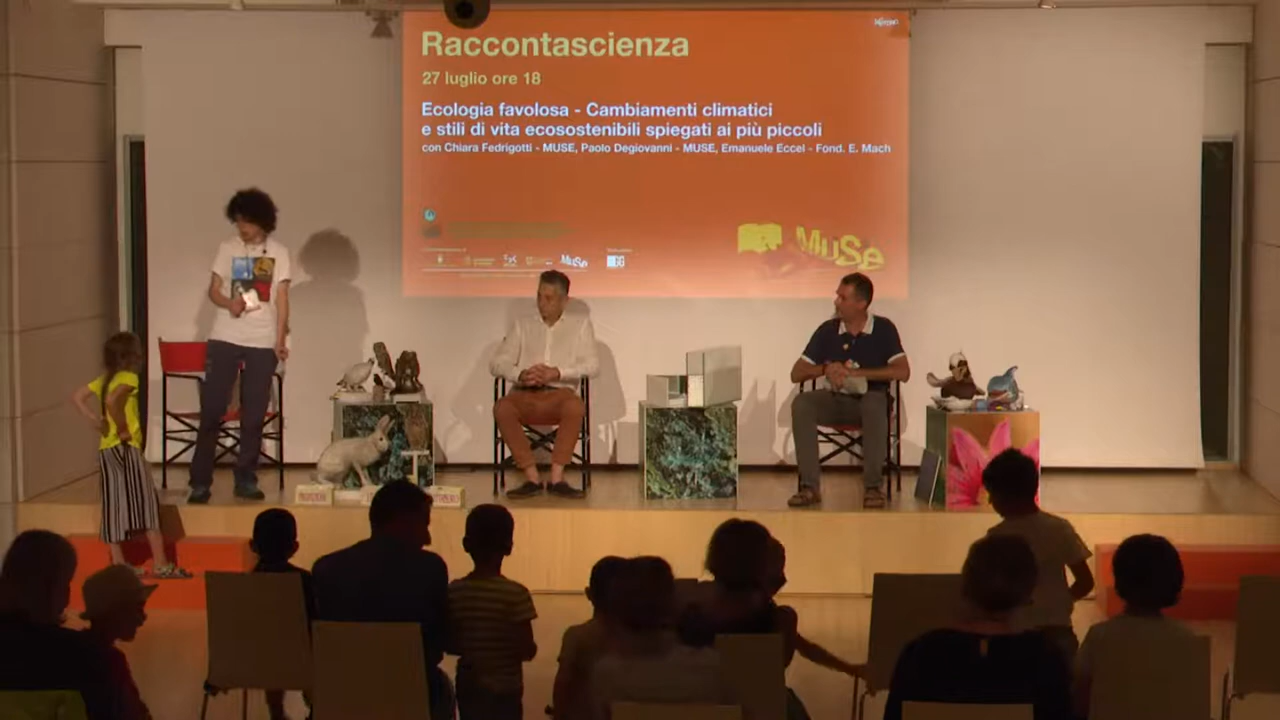 Raccontascienza
27 luglio ore 18
Ecologia favolosa - Cambiamenti climatici
e stili di vita ecosostenibili spiegati ai più piccoli
con Chiara Fedrigotti - MUSE, Paolo Degiovanni - MUSE, Emanuele Eccel - Fond. E. Mach
MUSe
MUSe